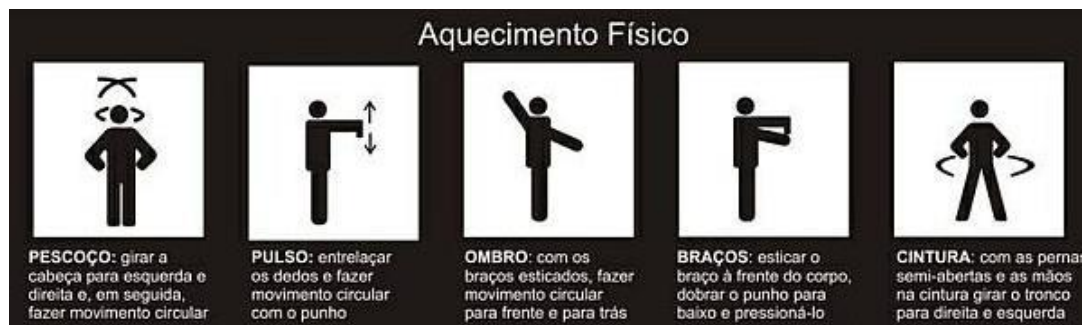 Aquecimento Físico
PESCOÇO: girar a
cabeça para esquerda e
direita e, em seguida,
fazer movimento circular
PULSO: entrelaçar
os dedos e fazer
movimento circular
com o punho
OMBRO: com os
braços esticados, fazer
movimento circular
para frente e para trás
BRAÇOS: esticar o
braço à frente do corpo,
dobrar o punho para
baixo e pressioná-lo
CINTURA: com as pernas
semi-abertas e as mãos
na cintura girar o tronco
para direita e esquerda